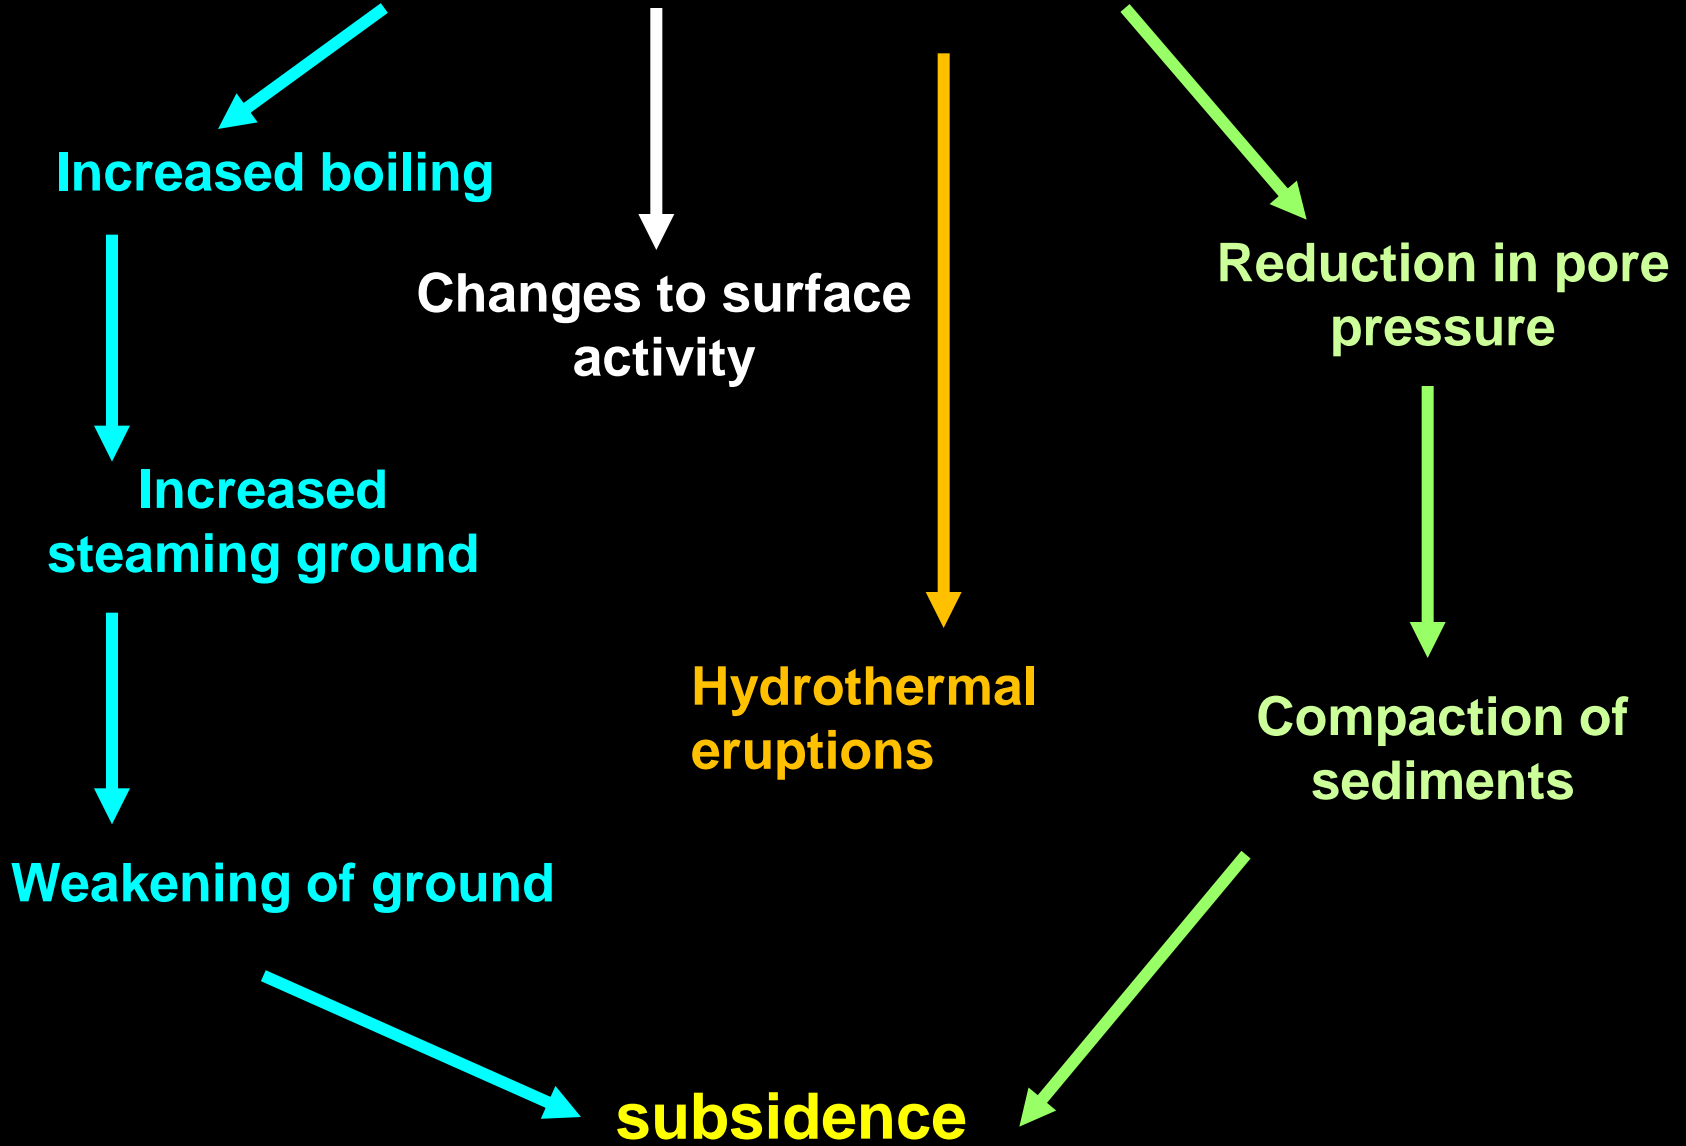 Increased boiling
Changes to surface
activity
Reduction in pore
pressure
Increased
steaming ground
Hydrothermal
eruptions
Compaction of
sediments
Weakening of ground
subsidence